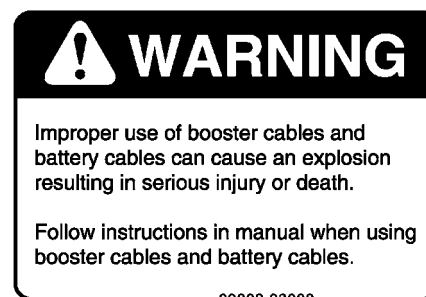 WARNING
Improper use of booster cables and
battery cables can cause an explosion
resulting in serious injury or death.
Follow instructions in manual when using
booster cables and battery cables.